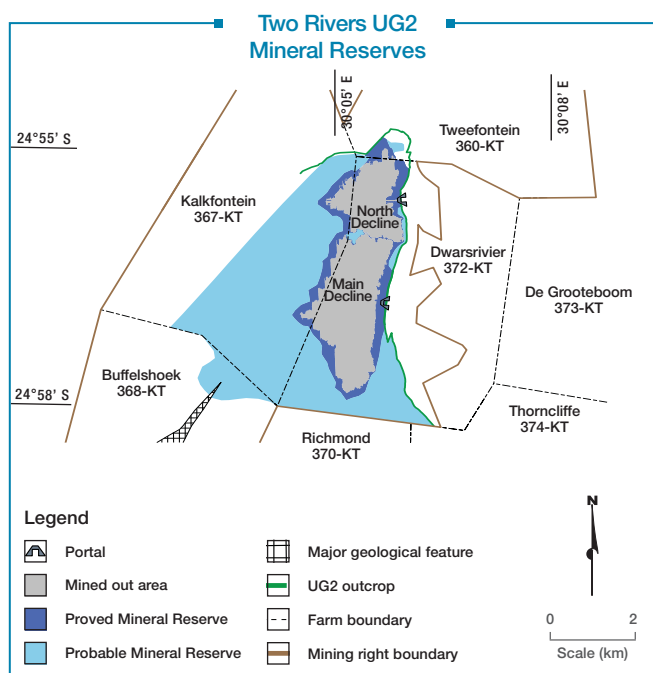 Two Rivers UG2
Mineral Reserves
30°05' E
30°08' E
24°55' S
Tweefontein
360-KT
Kalkfontein
367-KT
North
Decline
Dwarsrivier
372-KT
Main
Decline
De Grooteboom
373-KT
Buffelshoek
368-KT
24°58' S
Thorncliffe
374-KT
Richmond
370-KT
Legend
Portal
Mined out area
Proved Mineral Reserve
Probable Mineral Reserve
Major geological feature
UG2 outcrop
Farm boundary
Mining right boundary
N
0 2
Scale (km)